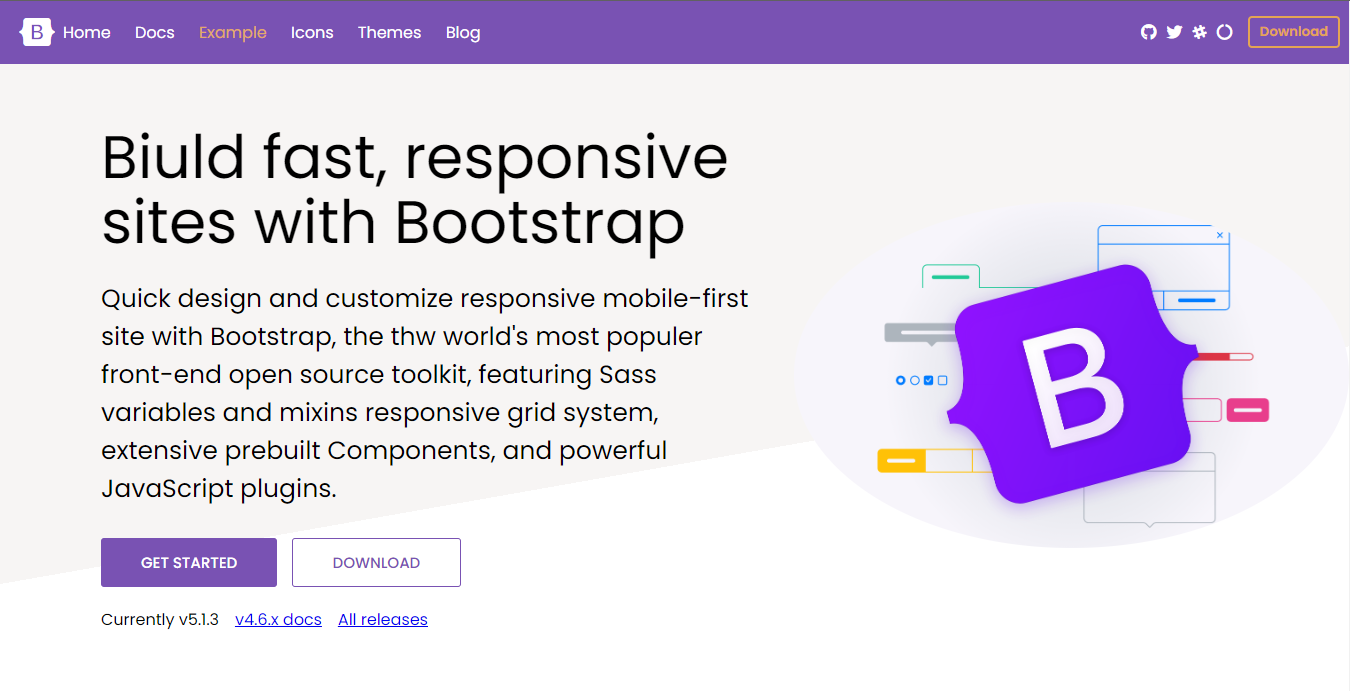 B Home Docs Example Icons Themes Blog Download
Biuld fast, responsive
sites with Bootstrap
Quick design and customize responsive mobile-first
site with Bootstrap, the thw world's most populer
front-end open source toolkit, featuring Sass
variables and mixins responsive grid system,
extensive prebuilt Components, and powerful
JavaScript plugins.
GET STARTED DOWNLOAD
Currently v5.1.3 v4.6.x docs All releases
B